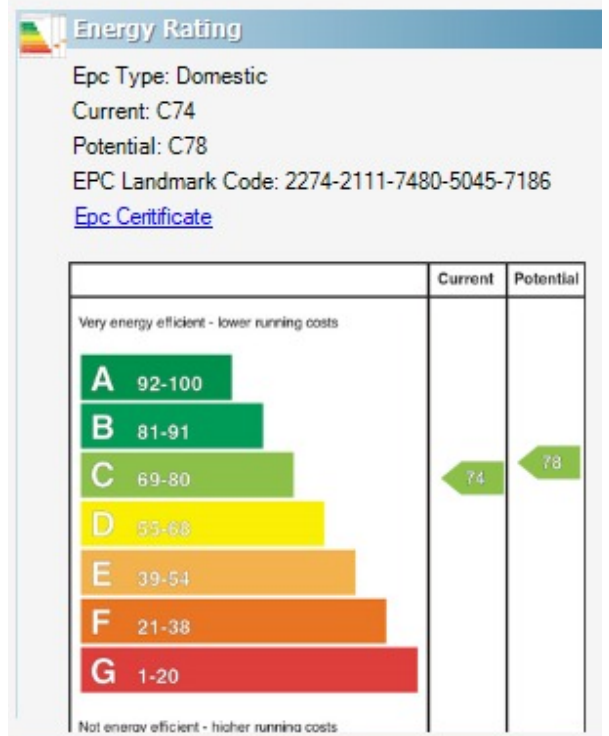 Energy Rating
Epc Type: Domestic
Current: C74
Potential: C78
EPC Landmark Code: 2274-2111-7480-5045-7186
Epc Ceritificate
Current Potential
Very energy efficient - lower running costs
A 92-100
B 81-91
C 69-80
74
78
D 55-68
E 39-54
F 21-38
G 1-20
Not energy efficient - higher running costs